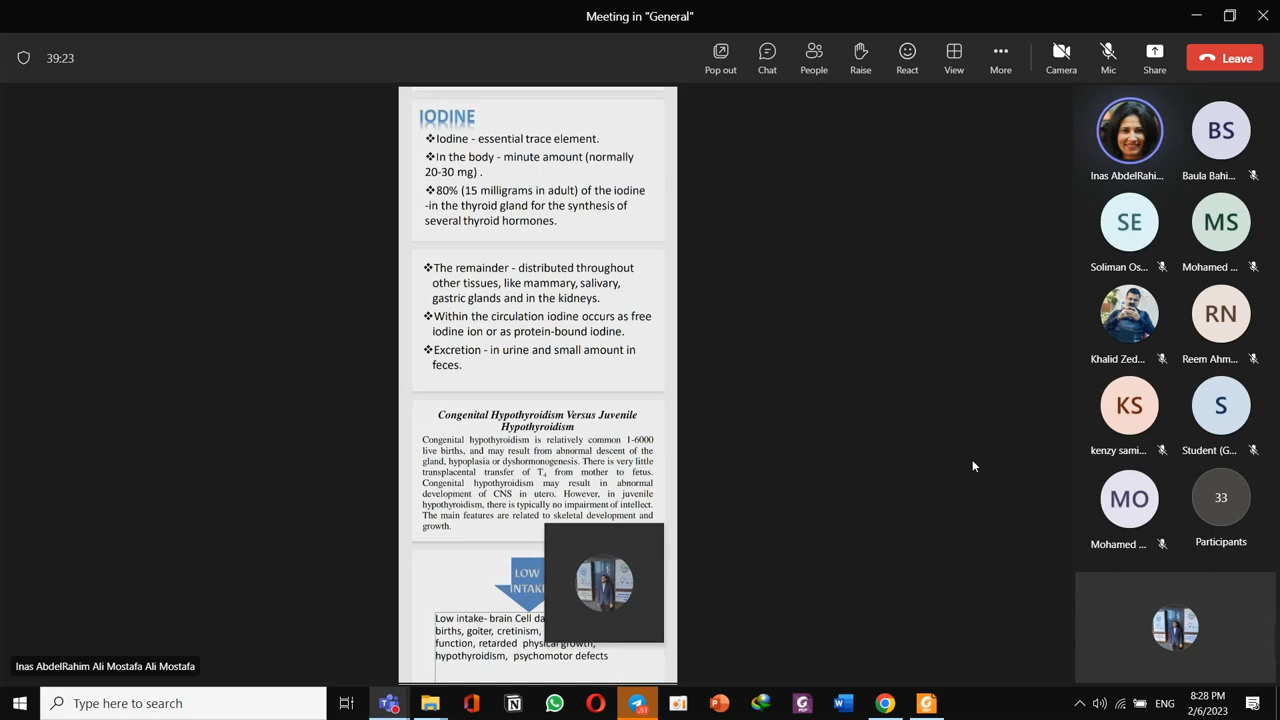 Meeting in "General"
39:23
Pop out
Chat
People
Raise
React
View
More
Camera
Mic
Share
Leave
IODINE
❖Iodine - essential trace element.
❖In the body - minute amount (normally
20-30 mg) .
❖80% (15 milligrams in adult) of the iodine
-in the thyroid gland for the synthesis of
several thyroid hormones.
❖The remainder - distributed throughout
other tissues, like mammary, salivary,
gastric glands and in the kidneys.
❖Within the circulation iodine occurs as free
iodine ion or as protein-bound iodine.
❖Excretion - in urine and small amount in
feces.
Congenital Hypothyroidism Versus Juvenile
Hypothyroidism
Congenital hypothyroidism is relatively common 1-6000
live births, and may result from abnormal descent of the
gland, hypoplasia or dyshormonogenesis. There is very little
transplacental transfer of T4 from mother to fetus.
Congenital hypothyroidism may result in abnormal
development of CNS in utero. However, in juvenile
hypothyroidism, there is typically no impairment of intellect.
The main features are related to skeletal development and
growth.
LOW
INTAKE
Low intake- brain Cell
births, goiter, cretinism,
function, retarded physical growth,
hypothyroidism, psychomotor defects
Inas AbdelRahi...
BS
Baula Bahi...
SE
Soliman Os...
MS
Mohamed ...
Khalid Zed...
RN
Reem Ahm...
KS
kenzy sami...
S
Student (G...
MO
Mohamed ...
33
Participants
Inas AbdelRahim Ali Mostafa Ali Mostafa
Type here to search
ENG
8:28 PM
2/6/2023